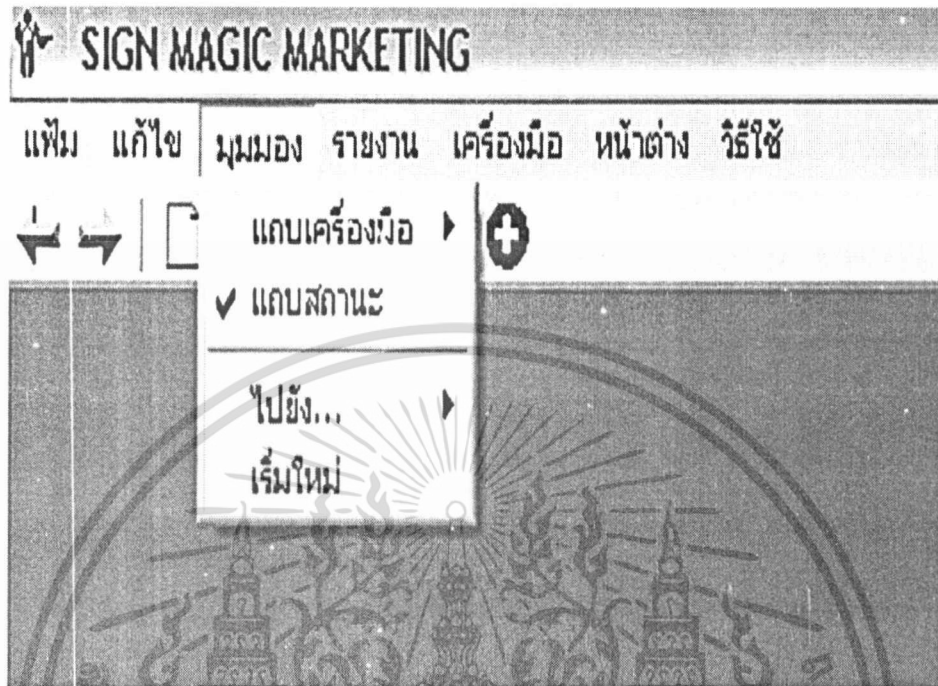 SIGN MAGIC MARKETING
แฟ้ม แก้ไข มุมมอง รายงาน เครื่องมือ หน้าต่าง วิธีใช้
แถบเครื่องมือ
แถบสถานะ
ไปยัง...
เริ่มใหม่